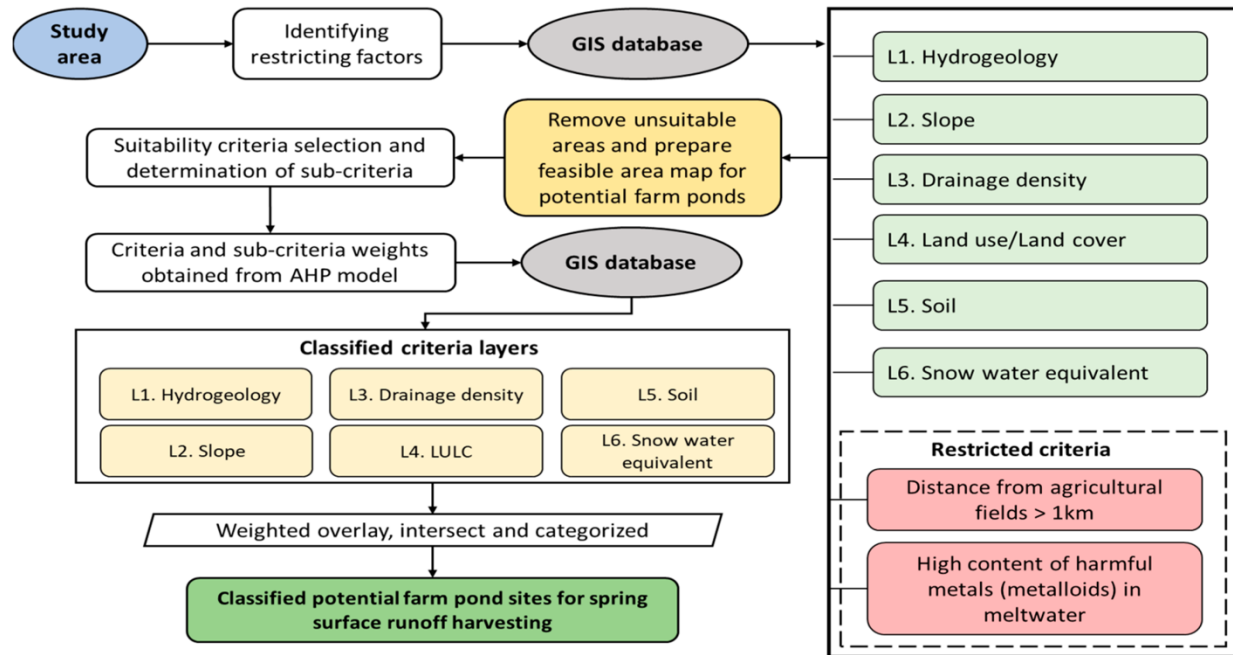 Study
area
Identifying
restricting factors
GIS database
L1. Hydrogeology
L2. Slope
L3. Drainage density
L4. Land use/Land cover
L5. Soil
L6. Snow water equivalent
Restricted criteria
Distance from agricultural
fields > 1km
High content of harmful
metals (metalloids) in
meltwater
Remove unsuitable
areas and prepare
feasible area map for
potential farm ponds
Suitability criteria selection and
determination of sub-criteria
Criteria and sub-criteria weights
obtained from AHP model
GIS database
Classified criteria layers
L1. Hydrogeology
L3. Drainage density
L5. Soil
L2. Slope
L4. LULC
L6. Snow water
equivalent
Weighted overlay, intersect and categorized
Classified potential farm pond sites for spring
surface runoff harvesting